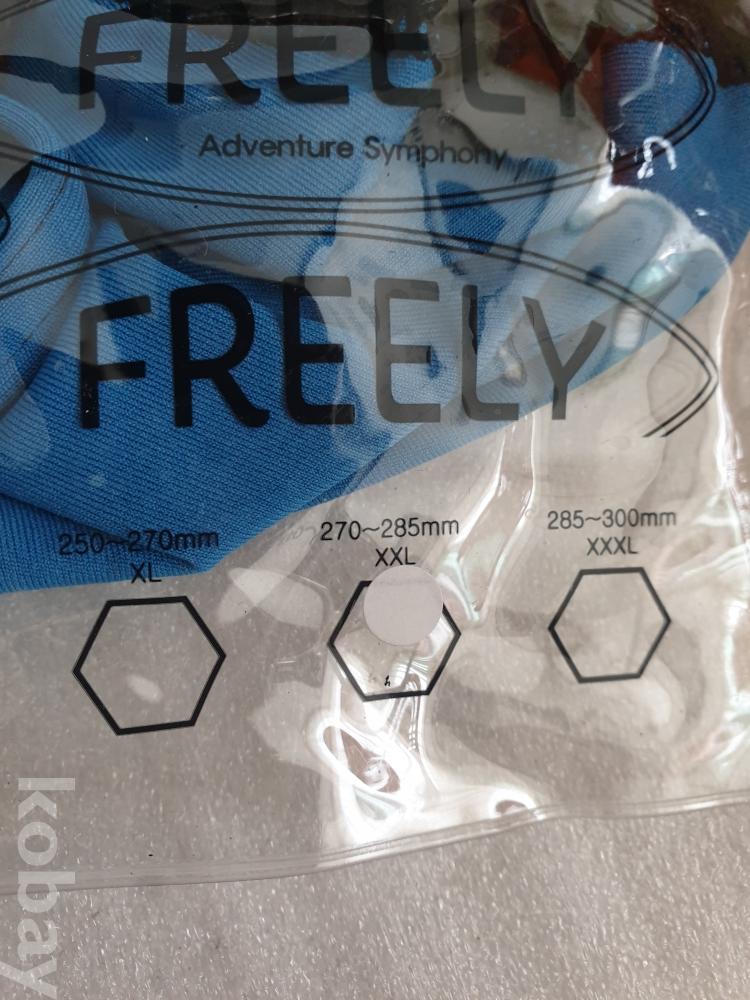 FREELY
Adventure Symphony
FREELY
250~270mm
XL
270~285mm
XXL
285~300mm
XXXL
kobay